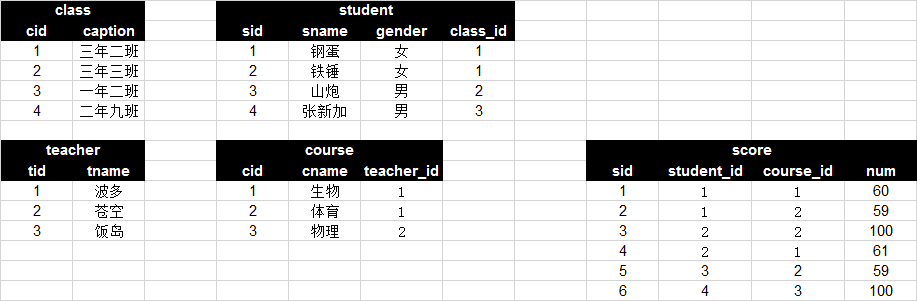 class student
cid caption sid sname gender class_id
1 三年二班 1 钢蛋 女 1
2 三年三班 2 铁锤 女 1
3 一年二班 3 山炮 男 2
4 二年九班 4 张新加 男 3
teacher course score
tid tname cid cname teacher_id sid student_id course_id num
1 波多 1 生物 1 1 1 1 60
2 苍空 2 体育 1 2 1 2 59
3 饭岛 3 物理 2 3 2 2 100
4 2 1 61
5 3 2 59
6 4 3 100